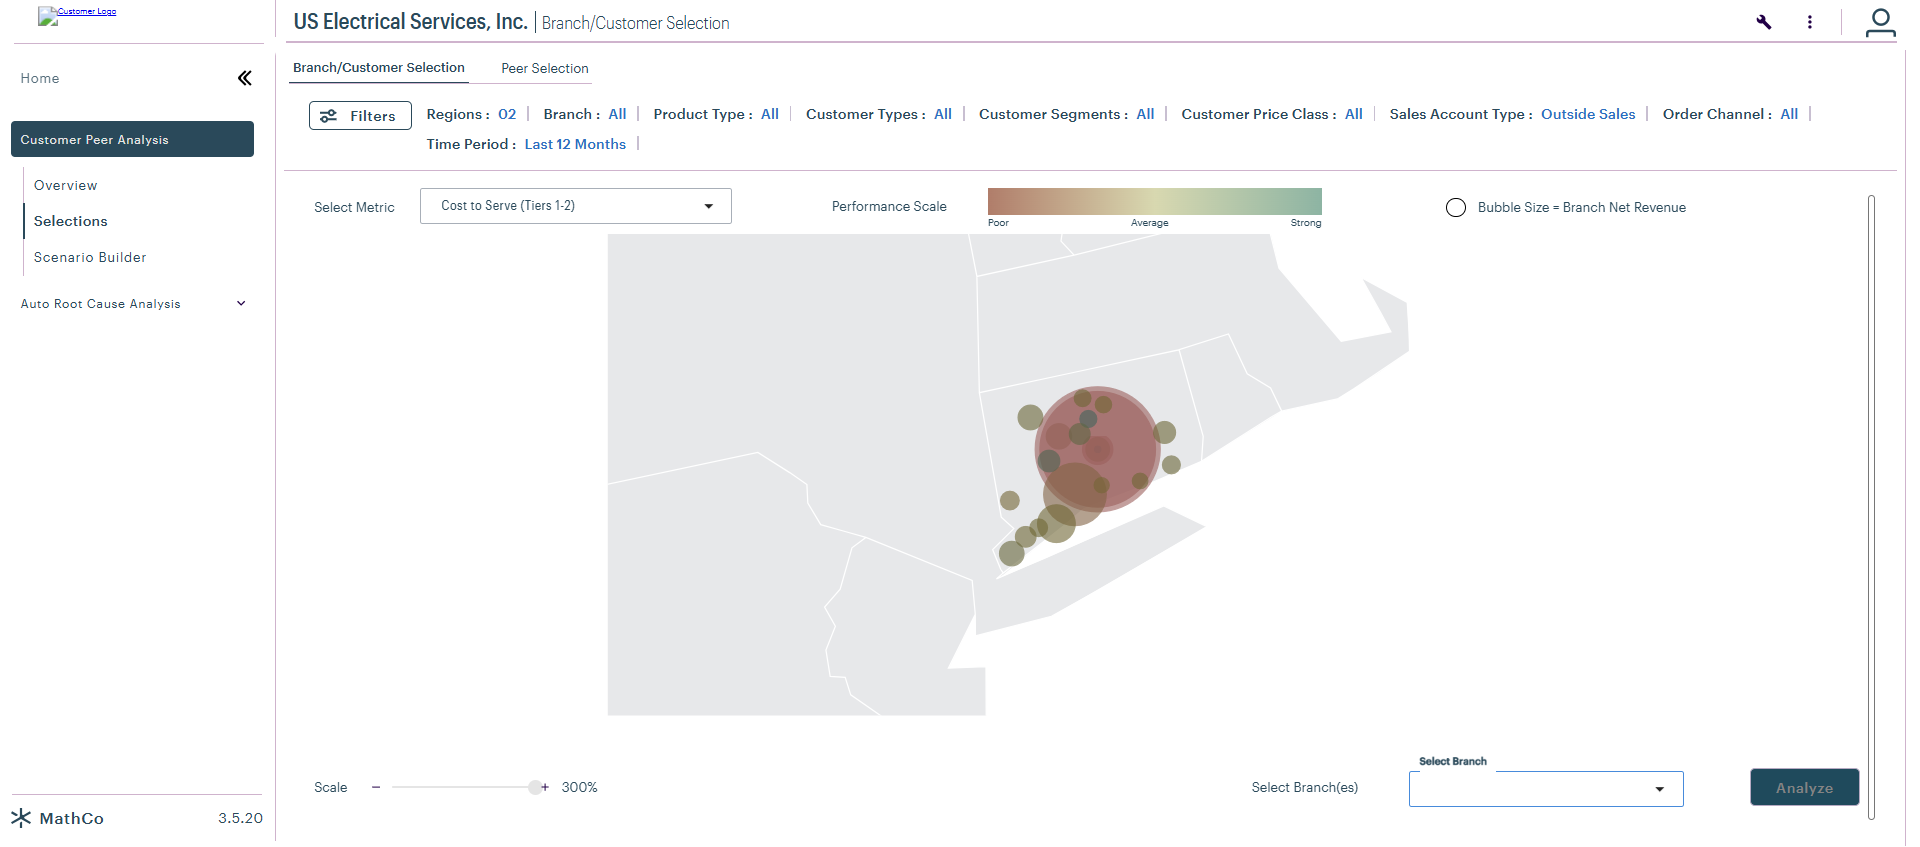 Customer Logo
US Electrical Services, Inc. | Branch/Customer Selection
Home
Customer Peer Analysis
Overview
Selections
Scenario Builder
Auto Root Cause Analysis
MathCo 3.5.20
Branch/Customer Selection Peer Selection
Filters
Regions : 02 | Branch : All | Product Type : All | Customer Types : All | Customer Segments : All | Customer Price Class : All | Sales Account Type : Outside Sales | Order Channel : All |
Time Period : Last 12 Months |
Select Metric Cost to Serve (Tiers 1-2) Performance Scale
Poor Average Strong
Bubble Size = Branch Net Revenue
Scale − + 300%
Select Branch(es)
Select Branch
Analyze